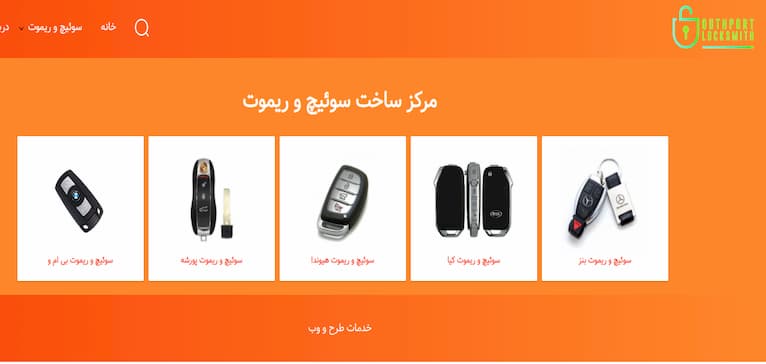 SOUTHPORT
LOCKSMITH
خانه
سوئیچ و ریموت
مرکز ساخت سوئیچ و ریموت
سوئیچ و ریموت بنز
سوئیچ و ریموت کیا
سوئیچ و ریموت هیوندا
سوئیچ و ریموت پورشه
سوئیچ و ریموت بی ام و
خدمات طرح و وب